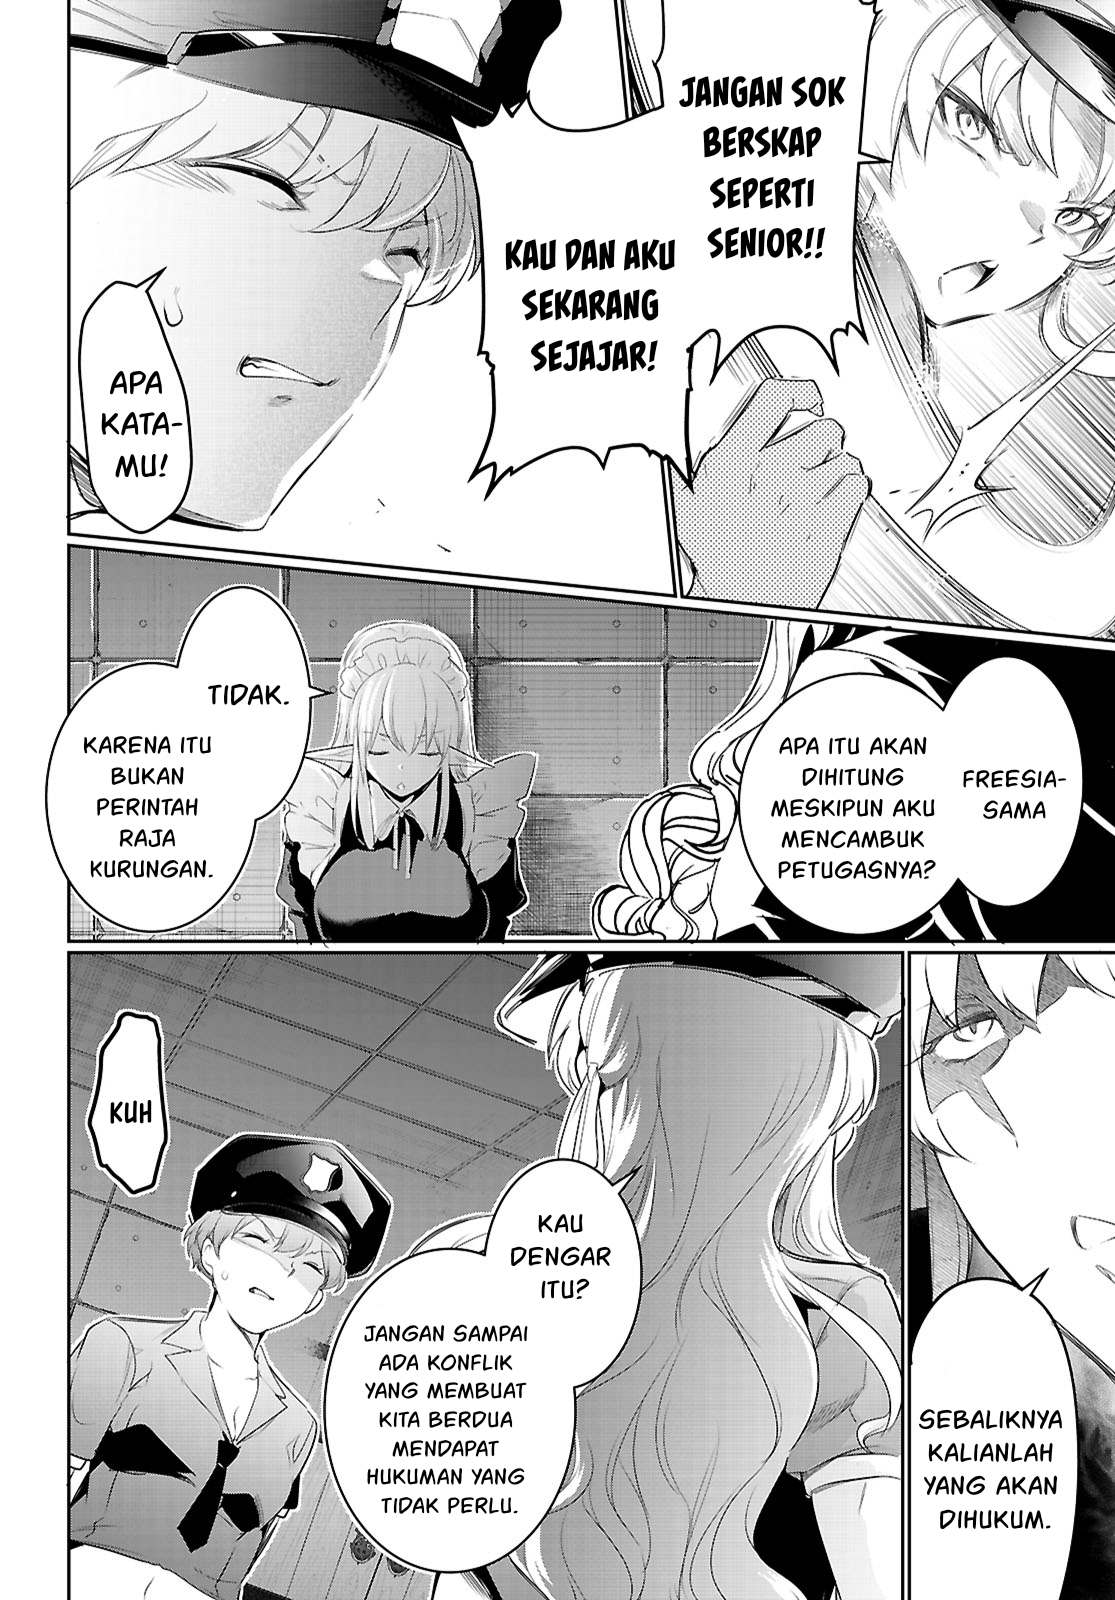 JANGAN SOK
BERSKAP
SEPERTI
SENIOR!!
KAU DAN AKU
SEKARANG
SEJAJAR!
APA
KATA-
MU!
FREESIA-
SAMA
APA ITU AKAN
DIHITUNG
MESKIPUN AKU
MENCAMBUK
PETUGASNYA?
TIDAK.
KARENA ITU
BUKAN
PERINTAH
RAJA
KURUNGAN.
SEBALIKNYA
KALIANLAH
YANG AKAN
DIHUKUM.
KAU
DENGAR
ITU?
JANGAN SAMPAI
ADA KONFLIK
YANG MEMBUAT
KITA BERDUA
MENDAPAT
HUKUMAN YANG
TIDAK PERLU.
KUH